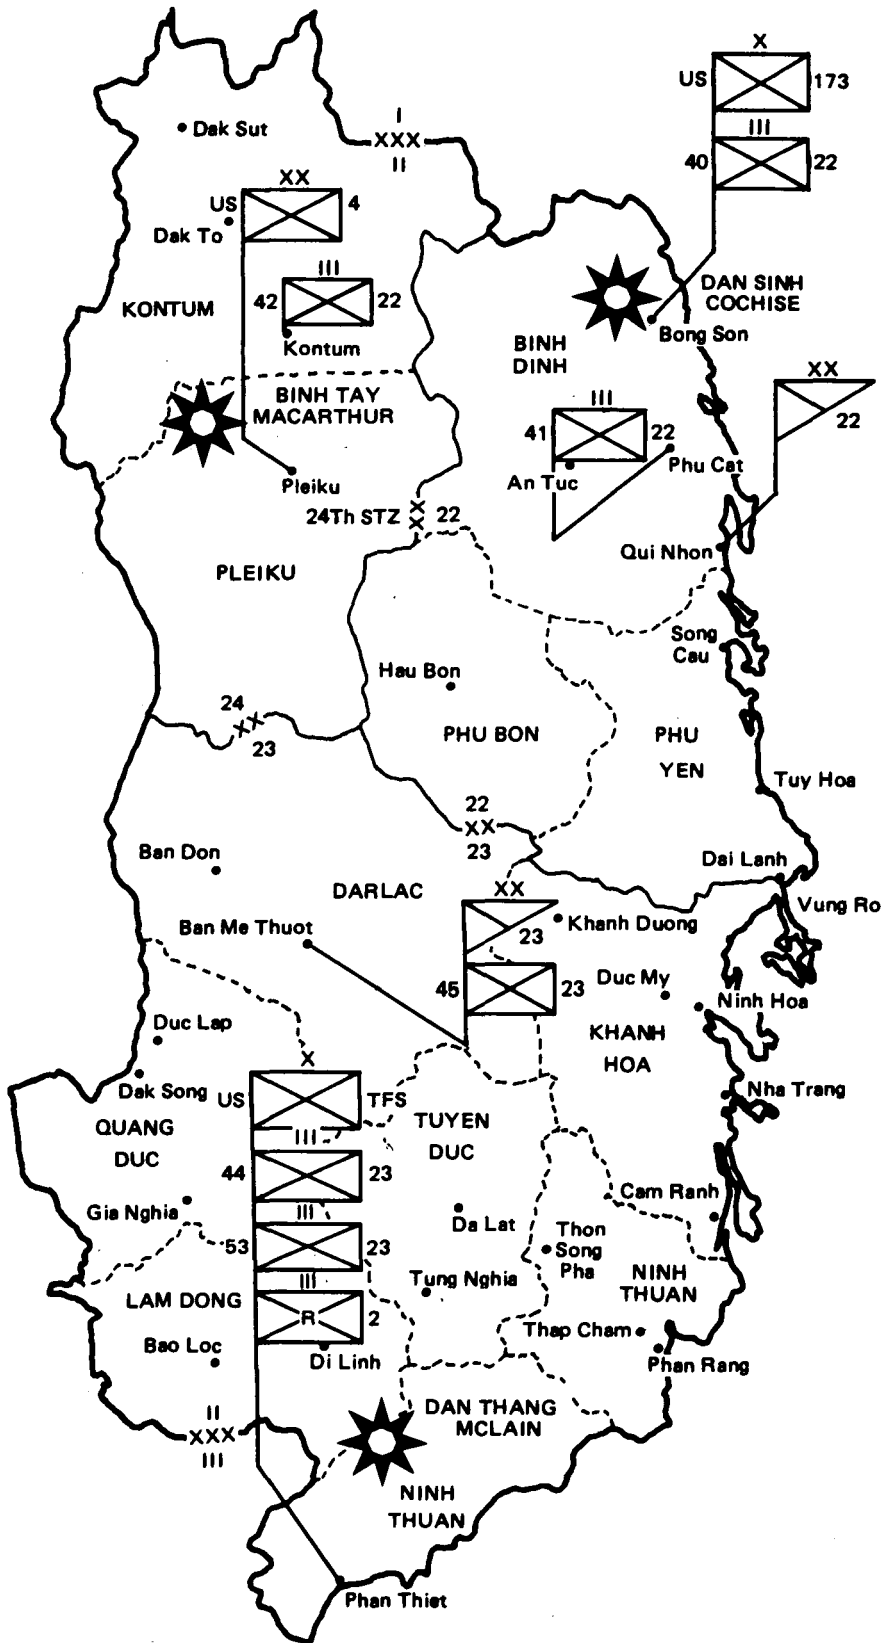 X
US 173
III
40 22
I
XXX
II
Dak Sut
XX
US 4
Dak To
III
42 22
KONTUM
Kontum
DAN SINH
COCHISE
Bong Son
BINH
DINH
BINH TAY
MACARTHUR
XX
22
III
41 22
Phu Cat
An Tuc
Pleiku
24Th STZ XX 22
Qui Nhon
PLEIKU
Song
Cau
Hau Bon
24
XX
23
PHU BON
PHU
YEN
Tuy Hoa
22
XX
23
Ban Don
Dai Lanh
DARLAC
XX
23
Vung Ro
Khanh Duong
Ban Me Thuot
45 23
Duc My
Ninh Hoa
Duc Lap
KHANH
HOA
X
Dak Song
US TFS
Nha Trang
QUANG
DUC
TUYEN
DUC
III
44 23
Gia Nghia
Cam Ranh
III
Da Lat
53 23
Thon
Song
Pha
III
Tung Nghia
NINH
THUAN
LAM DONG
R 2
Thap Cham
Bao Loc
Di Linh
Phan Rang
II
XXX
III
DAN THANG
MCLAIN
NINH
THUAN
Phan Thiet